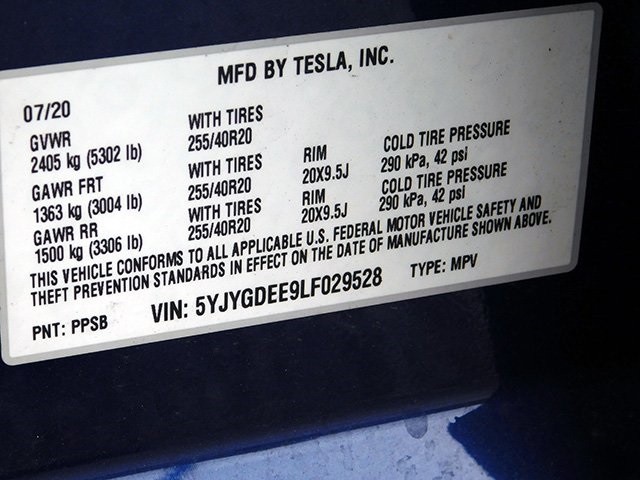 MFD BY TESLA, INC.
07/20
GVWR WITH TIRES
2405 kg (5302 lb) 255/40R20
GAWR FRT WITH TIRES RIM COLD TIRE PRESSURE
1363 kg (3004 lb) 255/40R20 20X9.5J 290 kPa, 42 psi
GAWR RR WITH TIRES RIM COLD TIRE PRESSURE
1500 kg (3306 lb) 255/40R20 20X9.5J 290 kPa, 42 psi
THIS VEHICLE CONFORMS TO ALL APPLICABLE U.S. FEDERAL MOTOR VEHICLE SAFETY AND
THEFT PREVENTION STANDARDS IN EFFECT ON THE DATE OF MANUFACTURE SHOWN ABOVE.
PNT: PPSB VIN: 5YJYGDEE9LF029528 TYPE: MPV